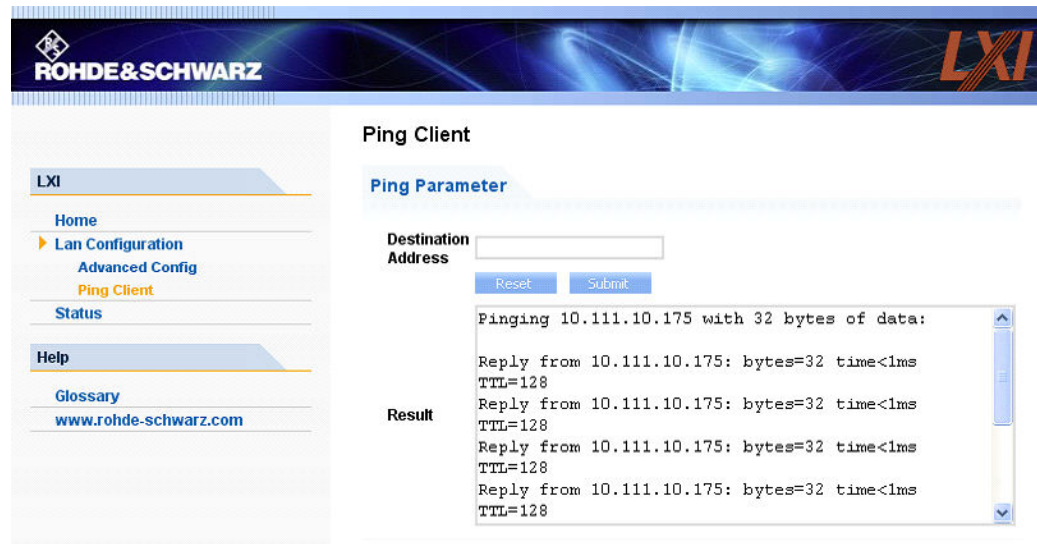 ROHDE&SCHWARZ
LXI
Ping Client
LXI
Home
Lan Configuration
Advanced Config
Ping Client
Status
Help
Glossary
www.rohde-schwarz.com
Ping Parameter
Destination
Address
Reset
Submit
Result
Pinging 10.111.10.175 with 32 bytes of data:
Reply from 10.111.10.175: bytes=32 time<1ms
TTL=128
Reply from 10.111.10.175: bytes=32 time<1ms
TTL=128
Reply from 10.111.10.175: bytes=32 time<1ms
TTL=128
Reply from 10.111.10.175: bytes=32 time<1ms
TTL=128